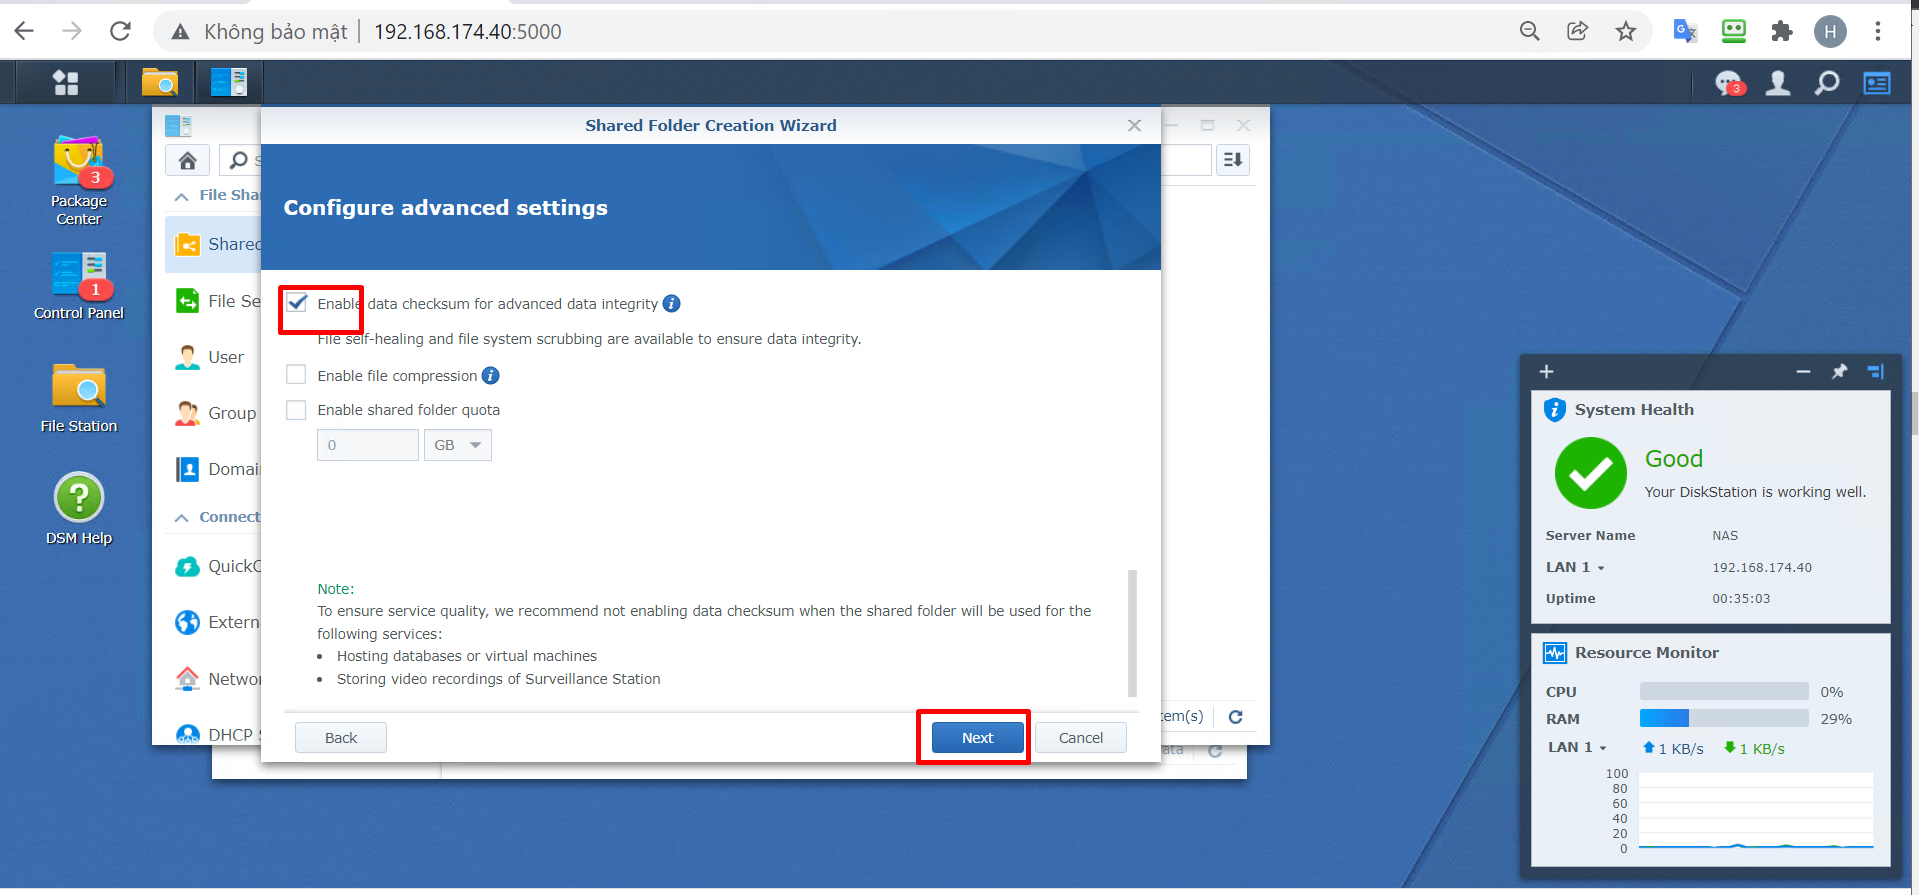 Không bảo mật | 192.168.174.40:5000
H
3
Shared Folder Creation Wizard
Package
Center
3
Control Panel
1
File Station
DSM Help
S
File Sha
Shared
File Se
User
Group
Domai
Connect
QuickC
Extern
Networ
DHCP S
Configure advanced settings
Enable data checksum for advanced data integrity
File self-healing and file system scrubbing are available to ensure data integrity.
Enable file compression
Enable shared folder quota
0 GB
Note:
To ensure service quality, we recommend not enabling data checksum when the shared folder will be used for the
following services:
• Hosting databases or virtual machines
• Storing video recordings of Surveillance Station
Back Next Cancel
tem(s)
ata
System Health
Good
Your DiskStation is working well.
Server Name NAS
LAN 1 192.168.174.40
Uptime 00:35:03
Resource Monitor
CPU 0%
RAM 29%
LAN 1 1 KB/s 1 KB/s
100
80
60
40
20
0